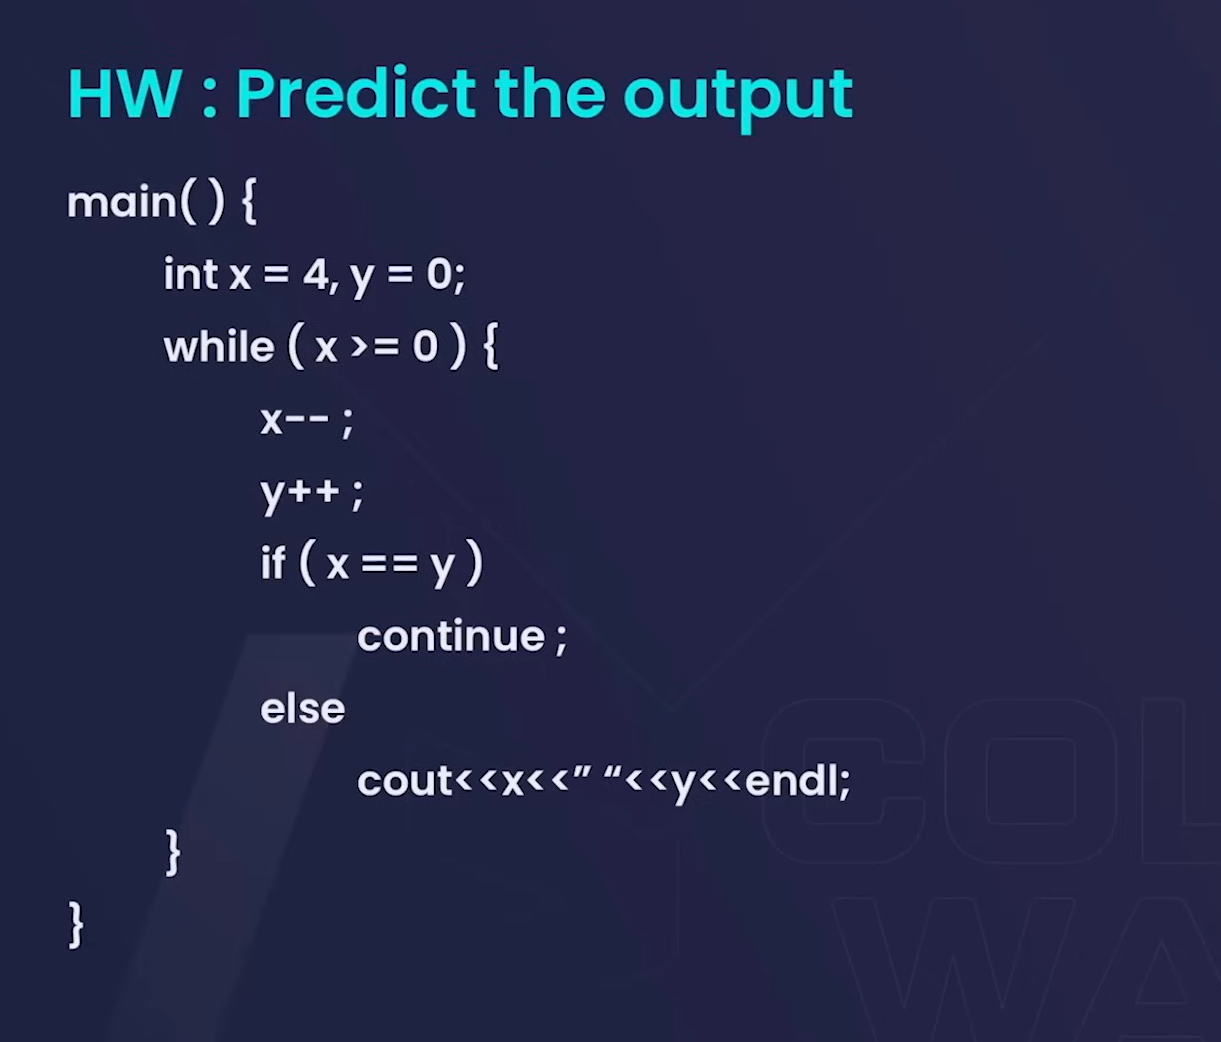 HW : Predict the output
main( ) {
int x = 4, y = 0;
while ( x >= 0 ) {
x-- ;
y++ ;
if ( x == y )
continue ;
else
cout<<x<<” “<<y<<endl;
}
}
COL
WA